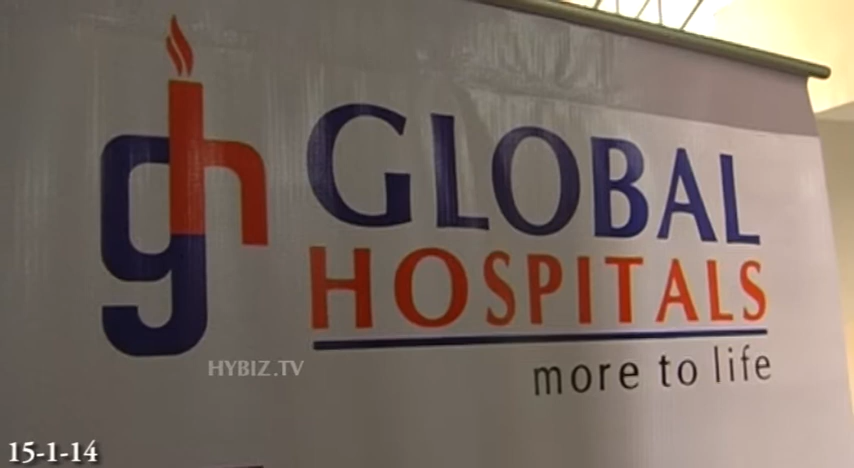 gh
GLOBAL
HOSPITALS
more to life
HYBIZ.TV
15-1-14